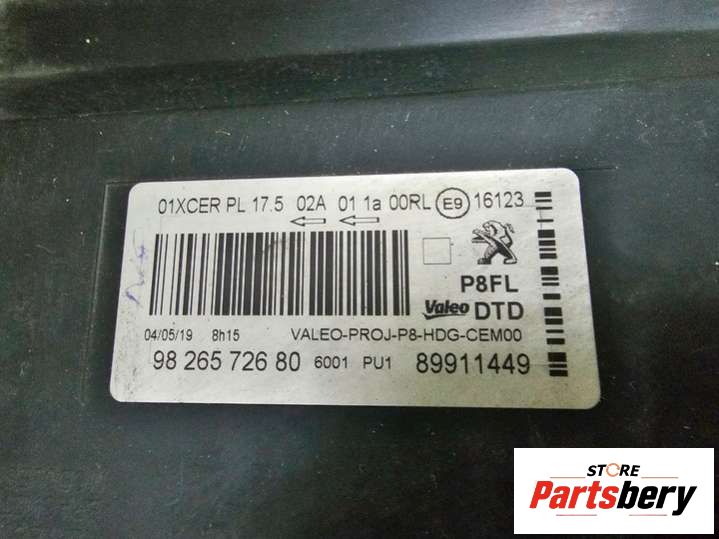 01XCER PL 17.5 02A 01 1a 00RL E9 16123
P8FL
Valeo DTD
04/05/19 8h15 VALEO-PROJ-P8-HDG-CEM00
98 265 726 80 6001 PU1 89911449
STORE
Partsbery